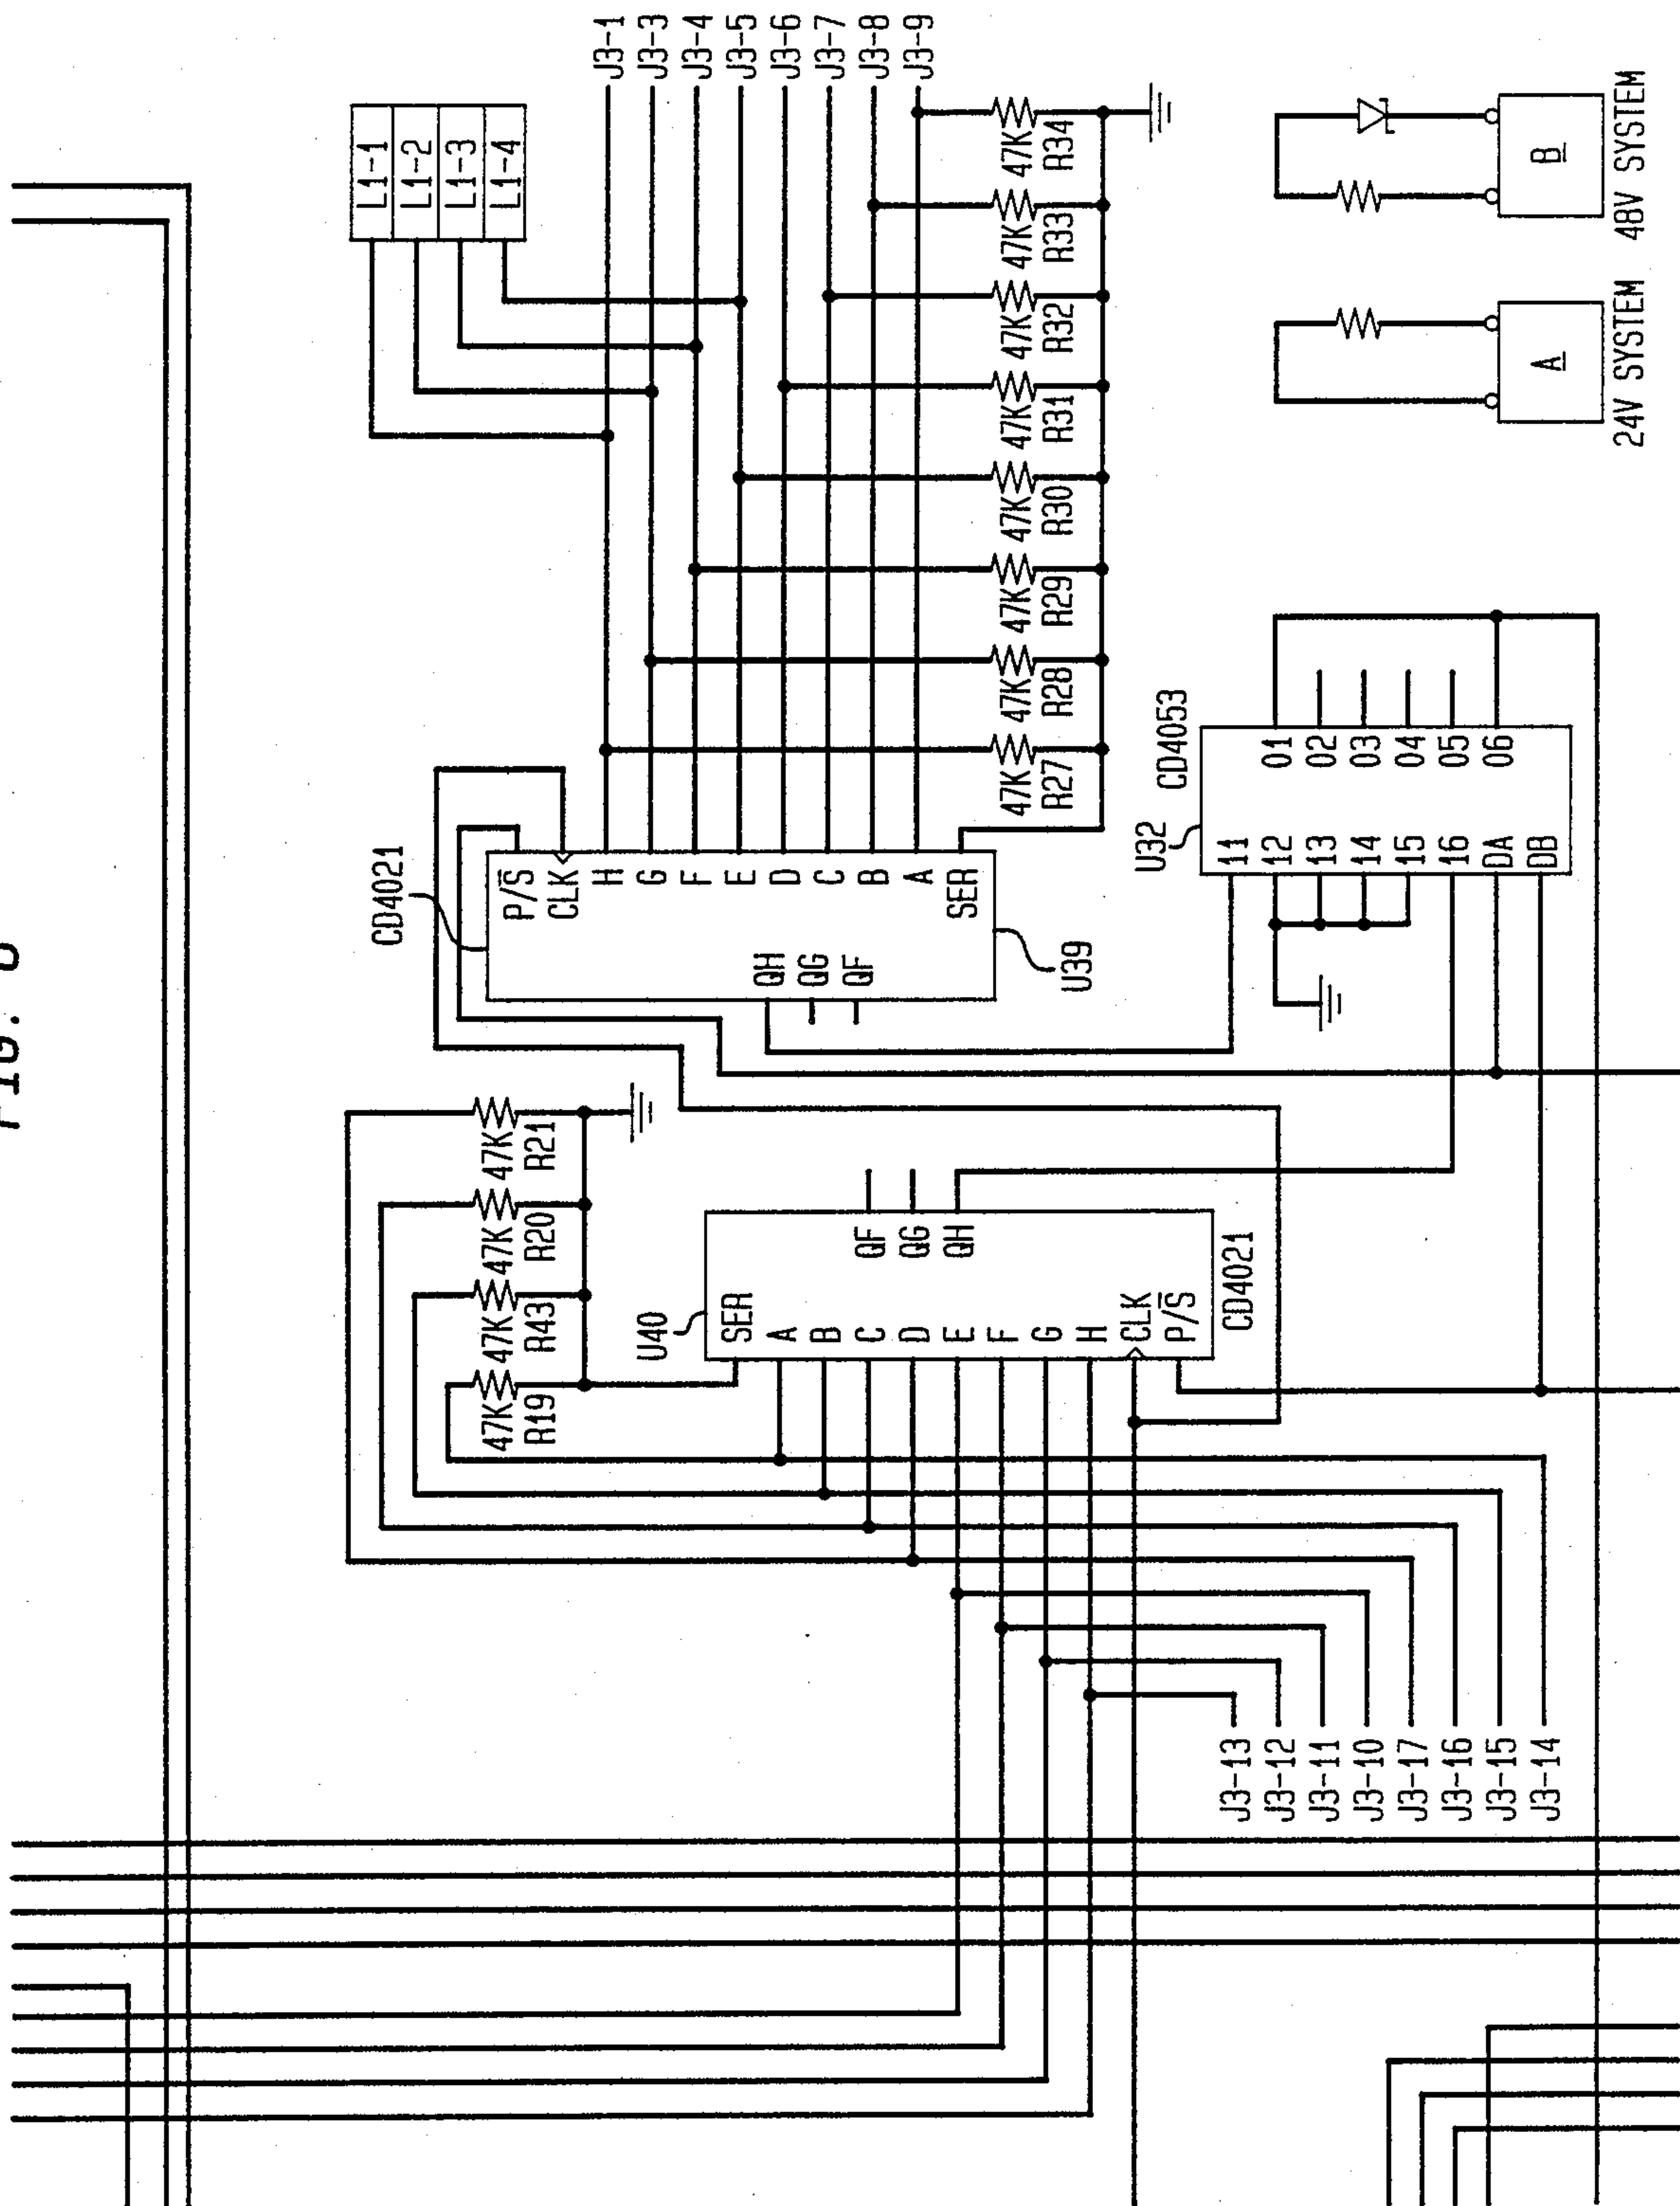 FIG.
L1-1
L1-2
L1-3
L1-4
J3-1
J3-3
J3-4
J3-5
J3-6
J3-7
J3-8
J3-9
CD4021
P/S̅
CLK
H
G
F
E
D
C
B
A
SER
QH
QG
QF
U39
47K
R27
47K
R28
47K
R29
47K
R30
47K
R31
47K
R32
47K
R33
47K
R34
47K
R19
47K
R43
47K
R20
47K
R21
U40
SER
A
B
C
D
E
F
G
H
CLK
P/S̅
QF
QG
QH
CD4021
U32
CD4053
11
12
13
14
15
16
DA
DB
01
02
03
04
05
06
A
24V SYSTEM
B
48V SYSTEM
J3-13
J3-12
J3-11
J3-10
J3-17
J3-16
J3-15
J3-14